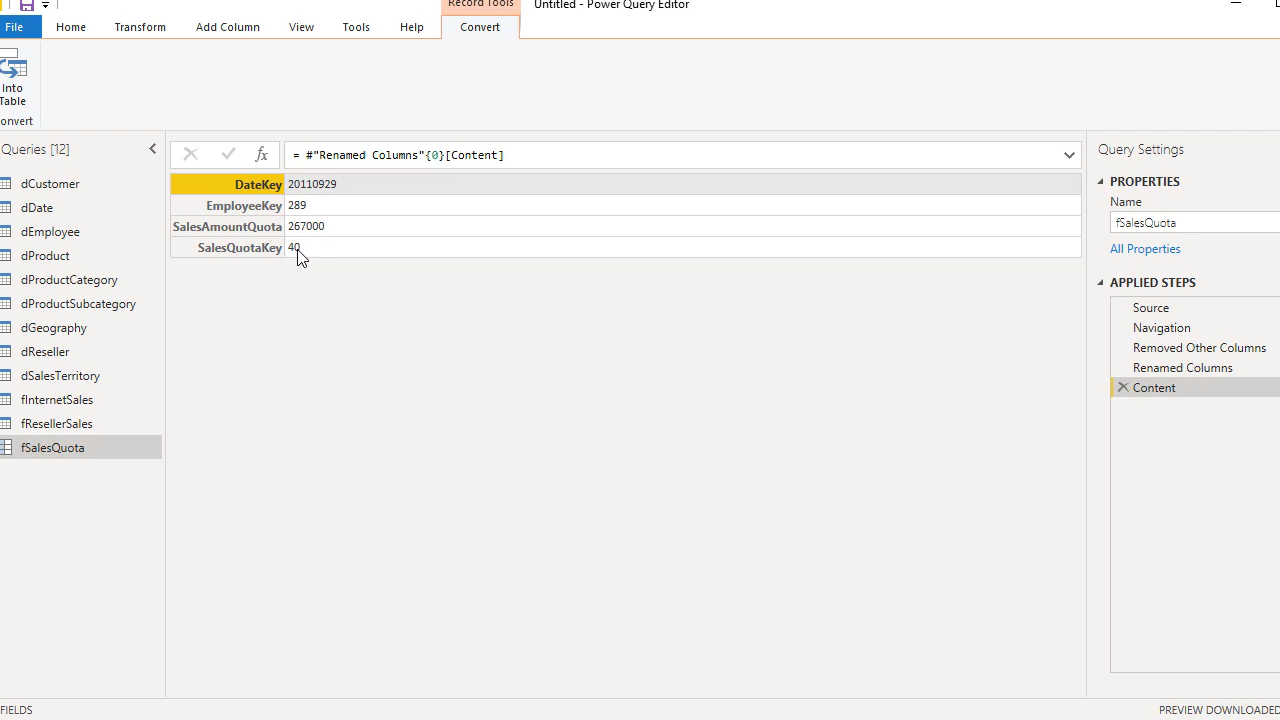 Record Tools
Untitled - Power Query Editor
File Home Transform Add Column View Tools Help Convert
Into
Table
onvert
Queries [12]
= #"Renamed Columns"{0}[Content]
Query Settings
DateKey 20110929
EmployeeKey 289
SalesAmountQuota 267000
SalesQuotaKey 40
dCustomer
dDate
dEmployee
dProduct
dProductCategory
dProductSubcategory
dGeography
dReseller
dSalesTerritory
fInternetSales
fResellerSales
fSalesQuota
PROPERTIES
Name
fSalesQuota
All Properties
APPLIED STEPS
Source
Navigation
Removed Other Columns
Renamed Columns
Content
FIELDS
PREVIEW DOWNLOADED